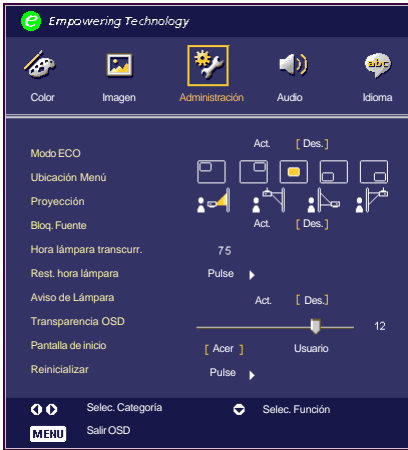 e Empowering Technology
Color Imagen Administración abc Audio Idioma
Modo ECO Act. [ Des.]
Ubicación Menú
Proyección
Bloq. Fuente Act. [ Des.]
Hora lámpara transcurr. 75
Rest. hora lámpara Pulse
Aviso de Lámpara Act. [ Des.]
Transparencia OSD 12
Pantalla de inicio [ Acer ] Usuario
Reinicializar Pulse
Selec. Categoría Selec. Función
MENU Salir OSD